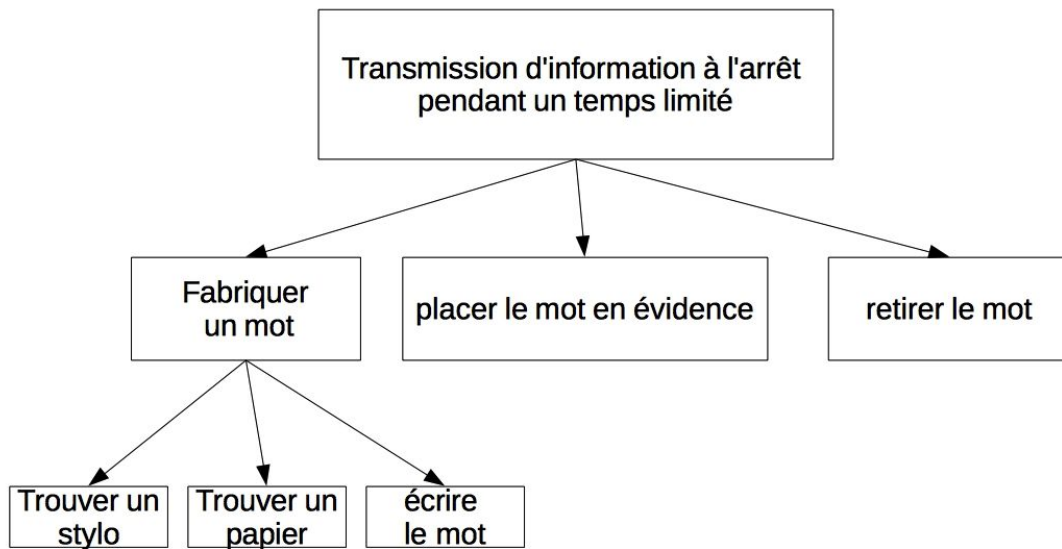 Transmission d'information à l'arrêt
pendant un temps limité
Fabriquer
un mot
placer le mot en évidence
retirer le mot
Trouver un
stylo
Trouver un
papier
écrire
le mot